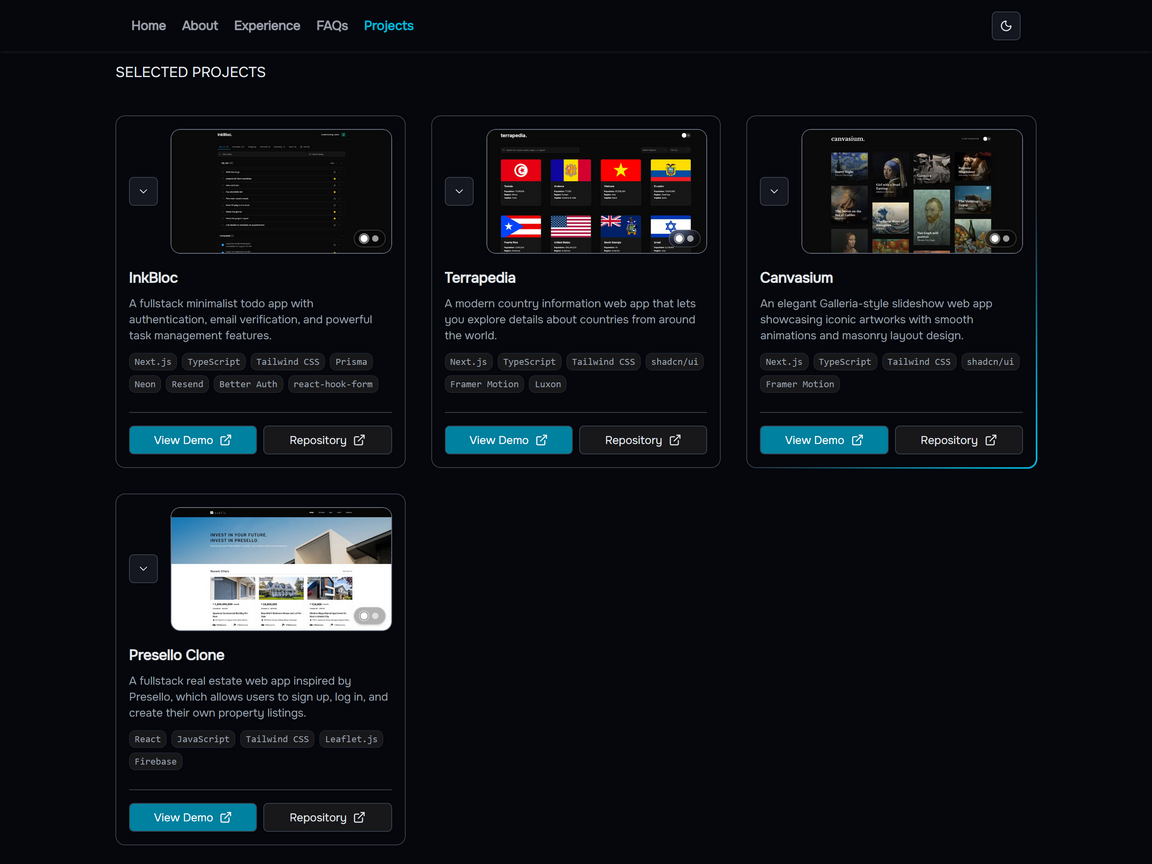 Home About Experience FAQs Projects
SELECTED PROJECTS
InkBloc.
terrapedia.
canvasium.
InkBloc
A fullstack minimalist todo app with
authentication, email verification, and powerful
task management features.
Next.js TypeScript Tailwind CSS Prisma
Neon Resend Better Auth react-hook-form
View Demo Repository
Terrapedia
A modern country information web app that lets
you explore details about countries from around
the world.
Next.js TypeScript Tailwind CSS shadcn/ui
Framer Motion Luxon
View Demo Repository
Canvasium
An elegant Galleria-style slideshow web app
showcasing iconic artworks with smooth
animations and masonry layout design.
Next.js TypeScript Tailwind CSS shadcn/ui
Framer Motion
View Demo Repository
INVEST IN YOUR FUTURE.
INVEST IN PRESELLO.
Recent Offers
Presello Clone
A fullstack real estate web app inspired by
Presello, which allows users to sign up, log in, and
create their own property listings.
React JavaScript Tailwind CSS Leaflet.js
Firebase
View Demo Repository